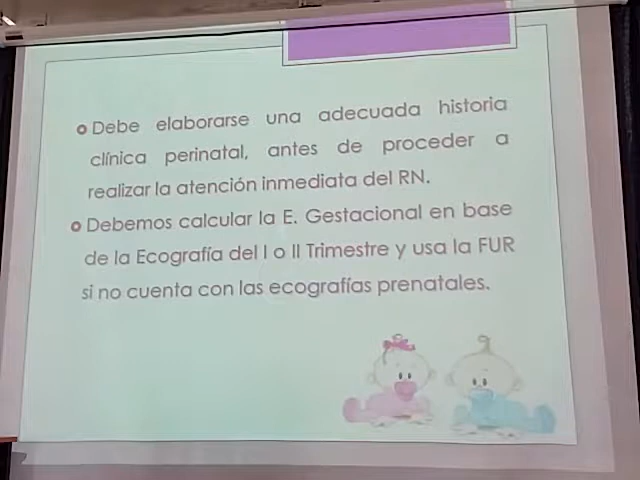 Debe elaborarse una adecuada historia
clínica perinatal, antes de proceder a
realizar la atención inmediata del RN.
Debemos calcular la E. Gestacional en base
de la Ecografía del I o II Trimestre y usa la FUR
si no cuenta con las ecografías prenatales.